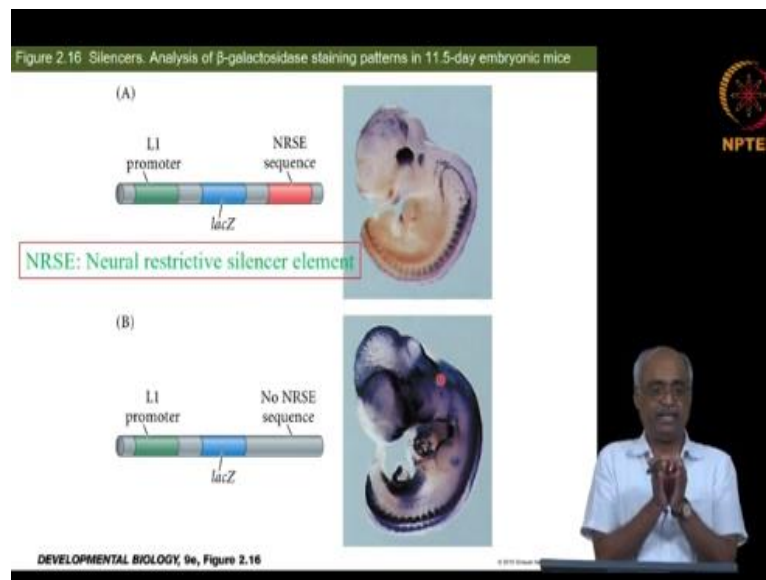 Figure 2.16 Silencers. Analysis of β-galactosidase staining patterns in 11.5-day embryonic mice
(A)
L1
promoter
NRSE
sequence
lacZ
NRSE: Neural restrictive silencer element
(B)
L1
promoter
No NRSE
sequence
lacZ
DEVELOPMENTAL BIOLOGY, 9e, Figure 2.16
NPTE